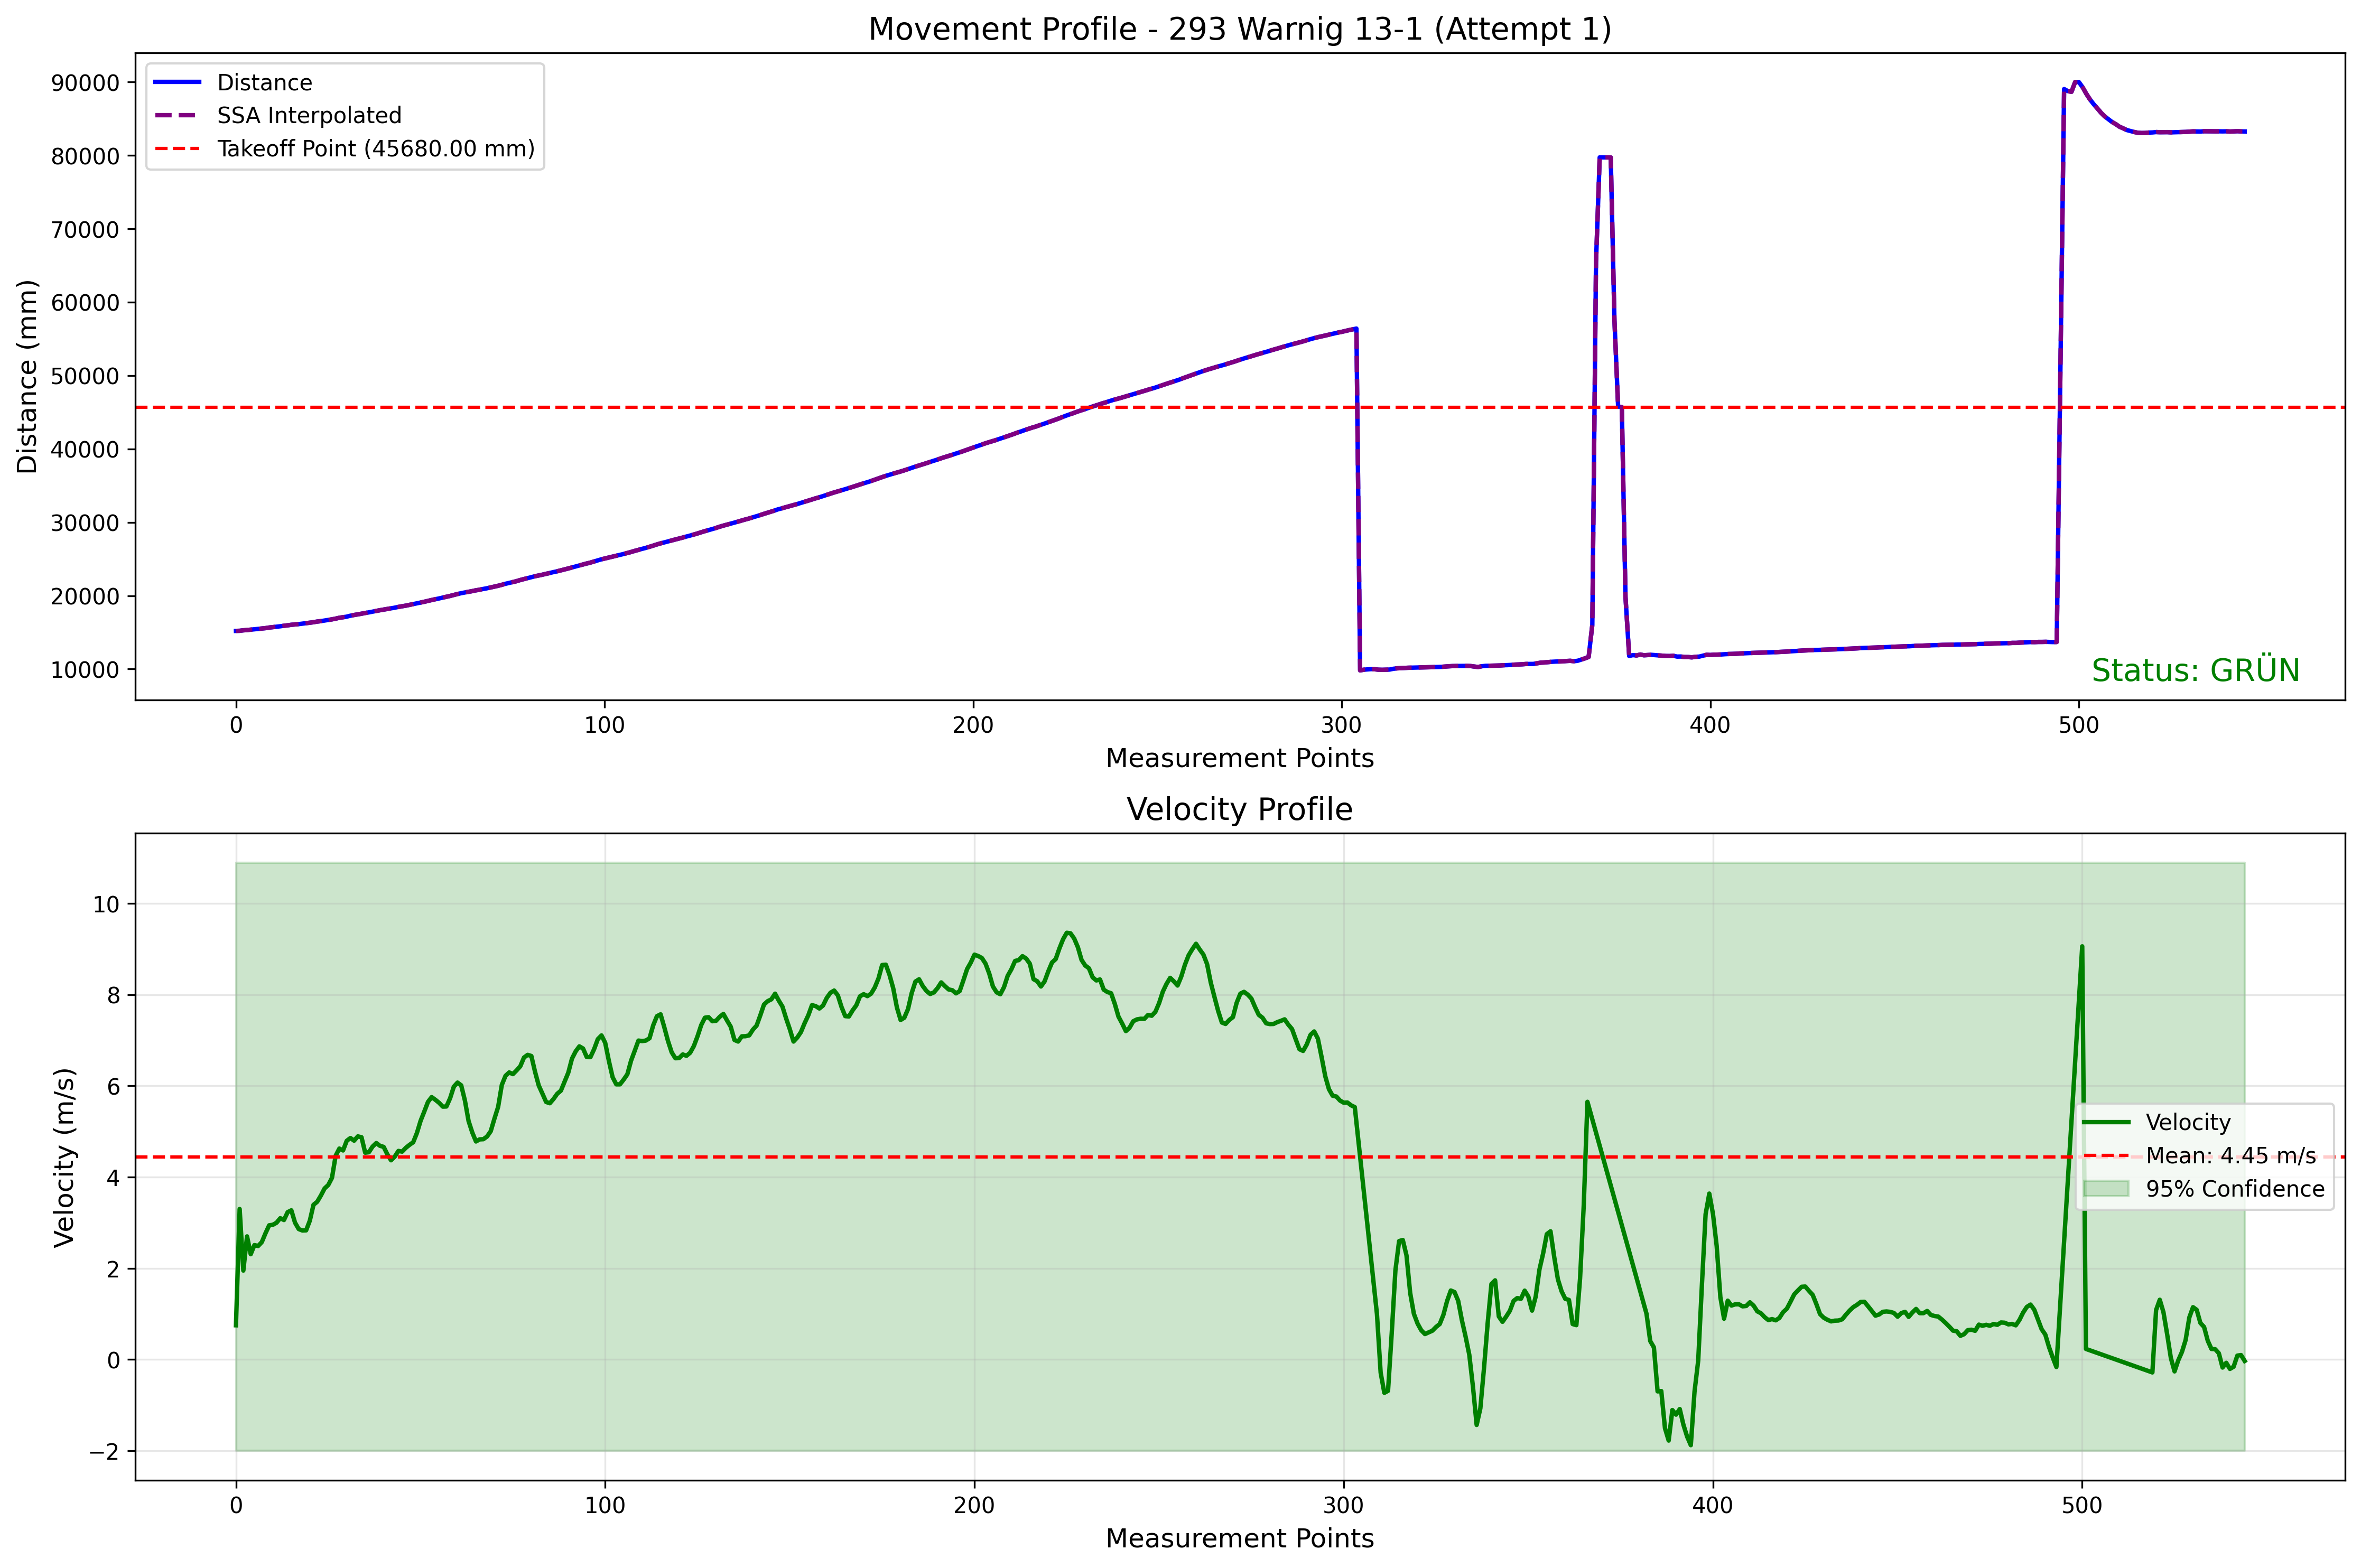 Movement Profile - 293 Warnig 13-1 (Attempt 1)
Distance
SSA Interpolated
Takeoff Point (45680.00 mm)
Distance (mm)
90000
80000
70000
60000
50000
40000
30000
20000
10000
Status: GRÜN
0 100 200 300 400 500
Measurement Points
Velocity Profile
Velocity (m/s)
10
8
6
4
2
0
−2
Velocity
Mean: 4.45 m/s
95% Confidence
0 100 200 300 400 500
Measurement Points